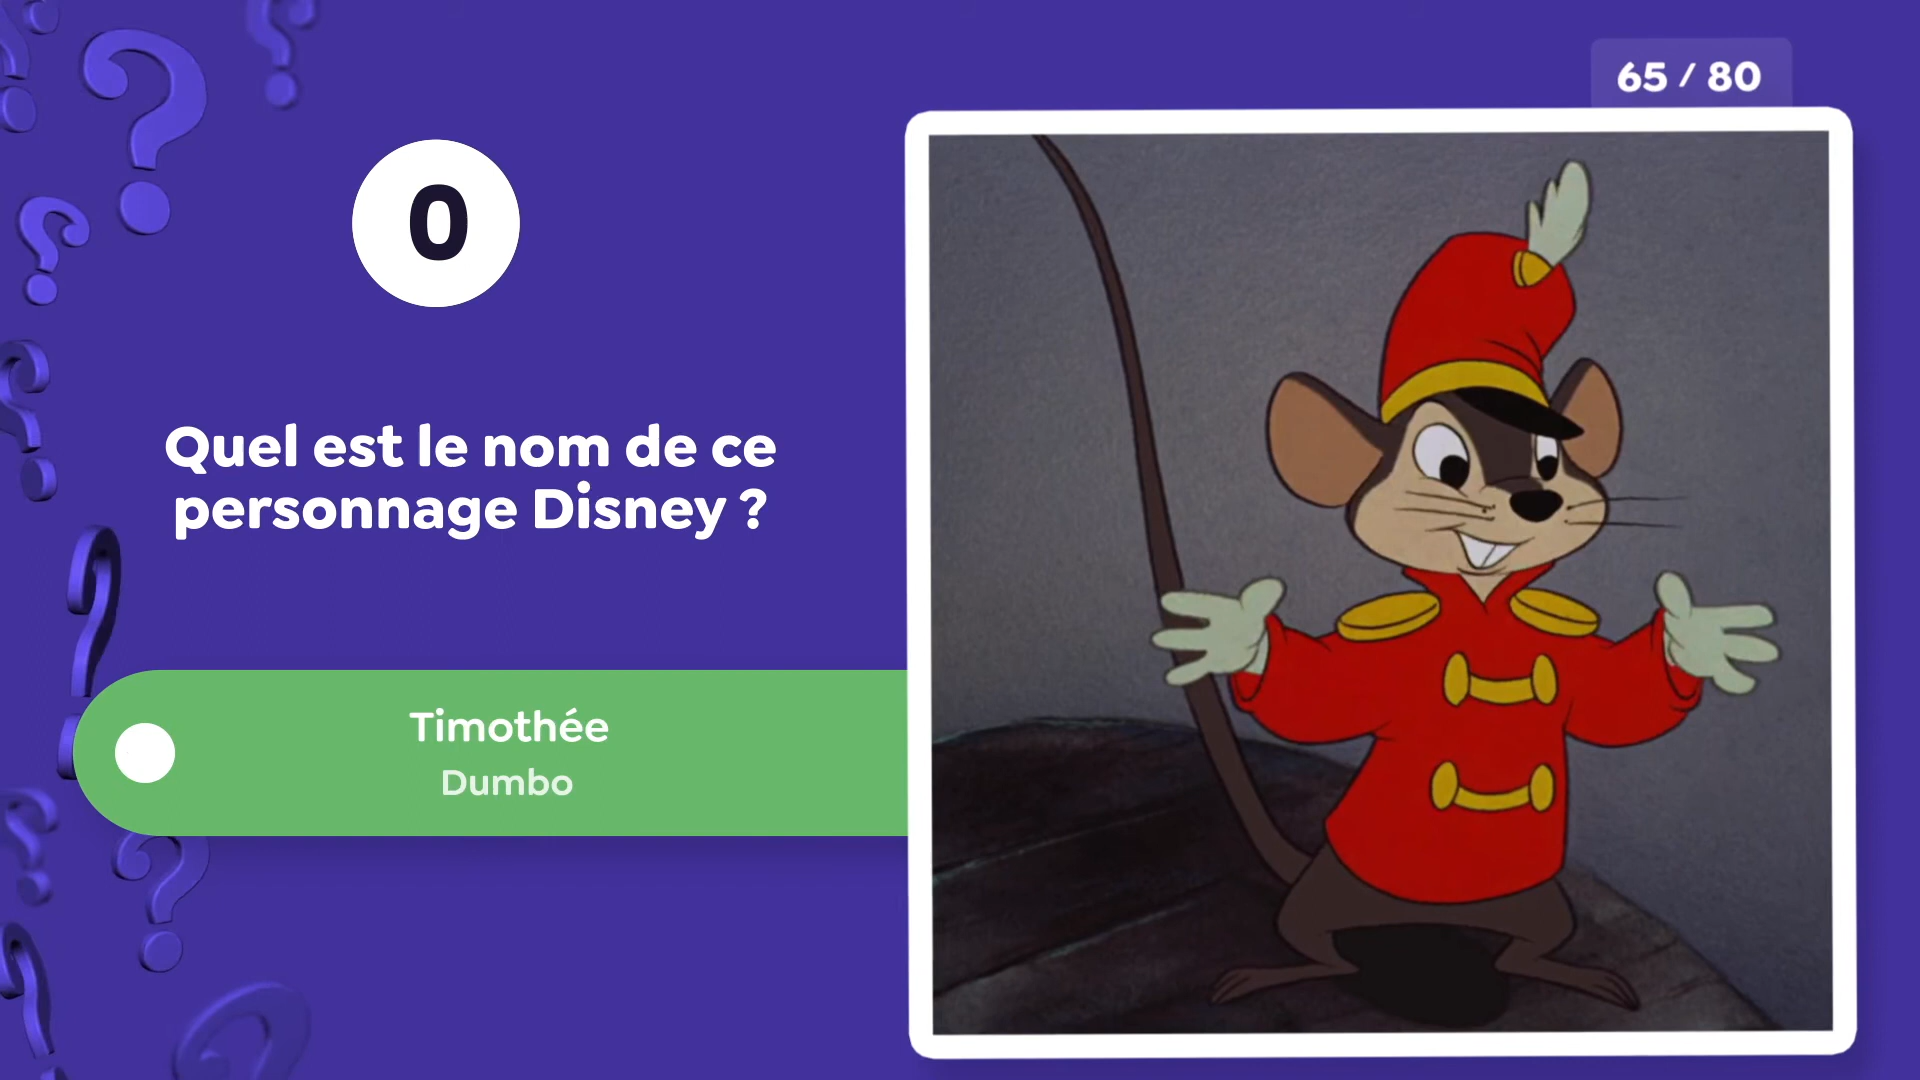 65 / 80
0
Quel est le nom de ce
personnage Disney ?
Timothée
Dumbo